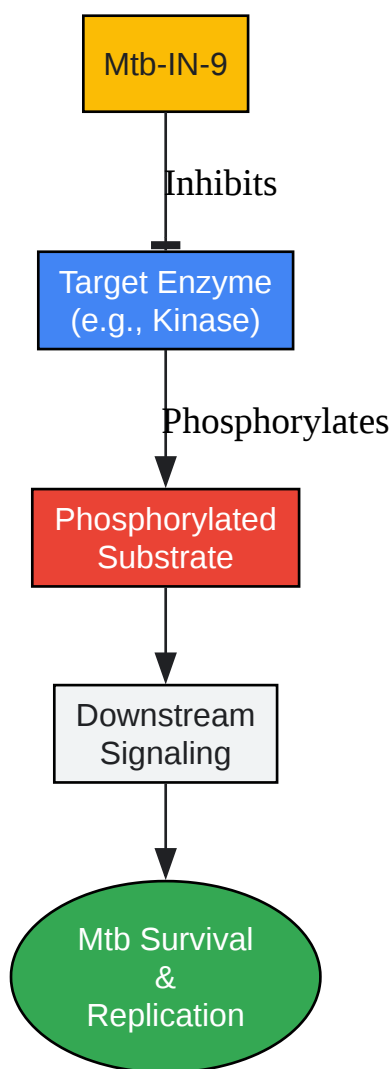 Mtb-IN-9
Inhibits
Target Enzyme
(e.g., Kinase)
Phosphorylates
Phosphorylated
Substrate
Downstream
Signaling
Mtb Survival
&
Replication